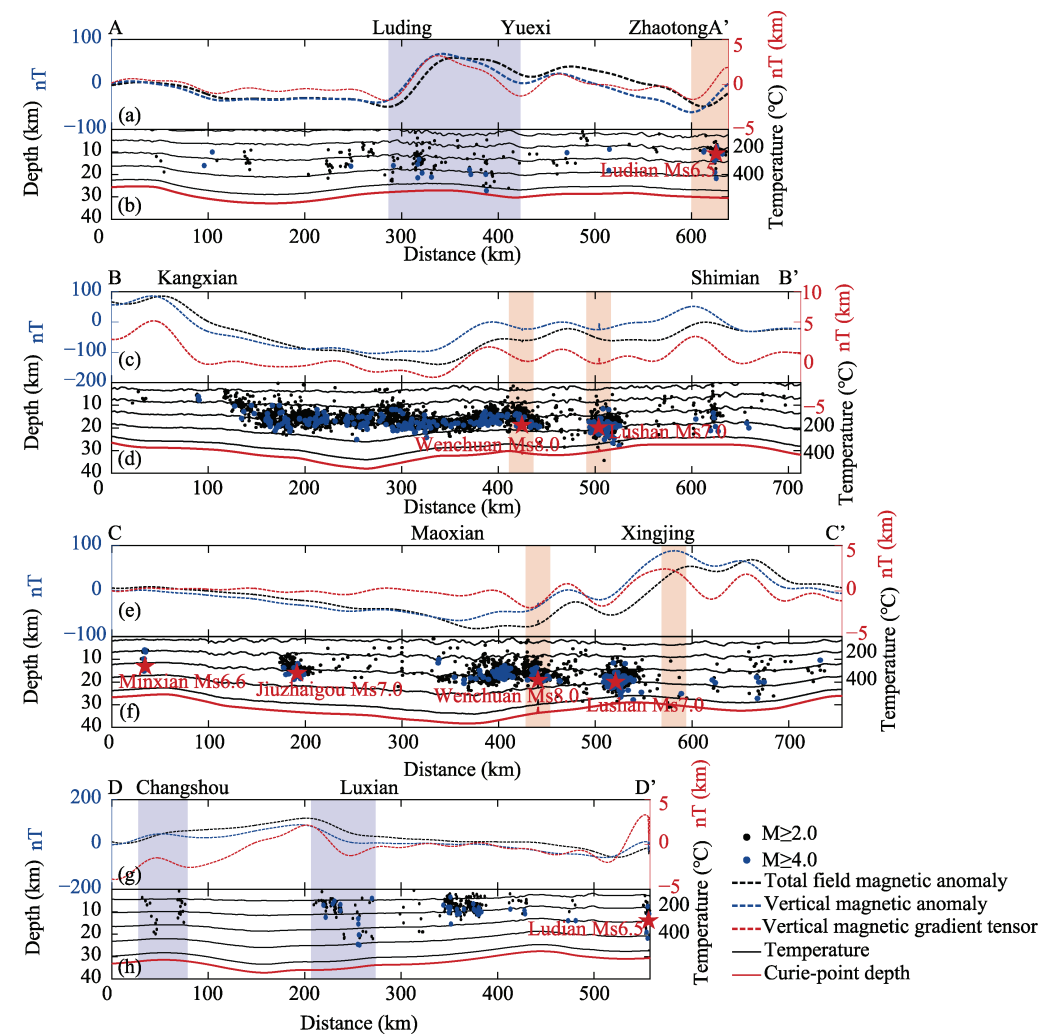 A Luding Yuexi ZhaotongA’
100 0 −100 nT
5 0 −5 nT (km)
(a)
10 20 30 40 Depth (km)
200 400 Temperature (℃)
Ludian Ms6.5
(b)
0 100 200 300 400 500 600
Distance (km)
B Kangxian Shimian B’
100 0 −100 −200 nT
10 5 0 −5 nT (km)
(c)
10 20 30 40 Depth (km)
200 400 Temperature (℃)
Wenchuan Ms8.0 Lushan Ms7.0
(d)
0 100 200 300 400 500 600 700
Distance (km)
C Maoxian Xingjing C’
100 0 −100 nT
5 0 −5 nT (km)
(e)
10 20 30 40 Depth (km)
200 400 Temperature (℃)
Minxian Ms6.6 Jiuzhaigou Ms7.0 Wenchuan Ms8.0 Lushan Ms7.0
(f)
0 100 200 300 400 500 600 700
Distance (km)
D Changshou Luxian D’
200 0 −200 nT
5 0 −5 nT (km)
(g)
10 20 30 40 Depth (km)
200 400 Temperature (℃)
Ludian Ms6.5
(h)
0 100 200 300 400 500
Distance (km)
M≥2.0
M≥4.0
Total field magnetic anomaly
Vertical magnetic anomaly
Vertical magnetic gradient tensor
Temperature
Curie-point depth